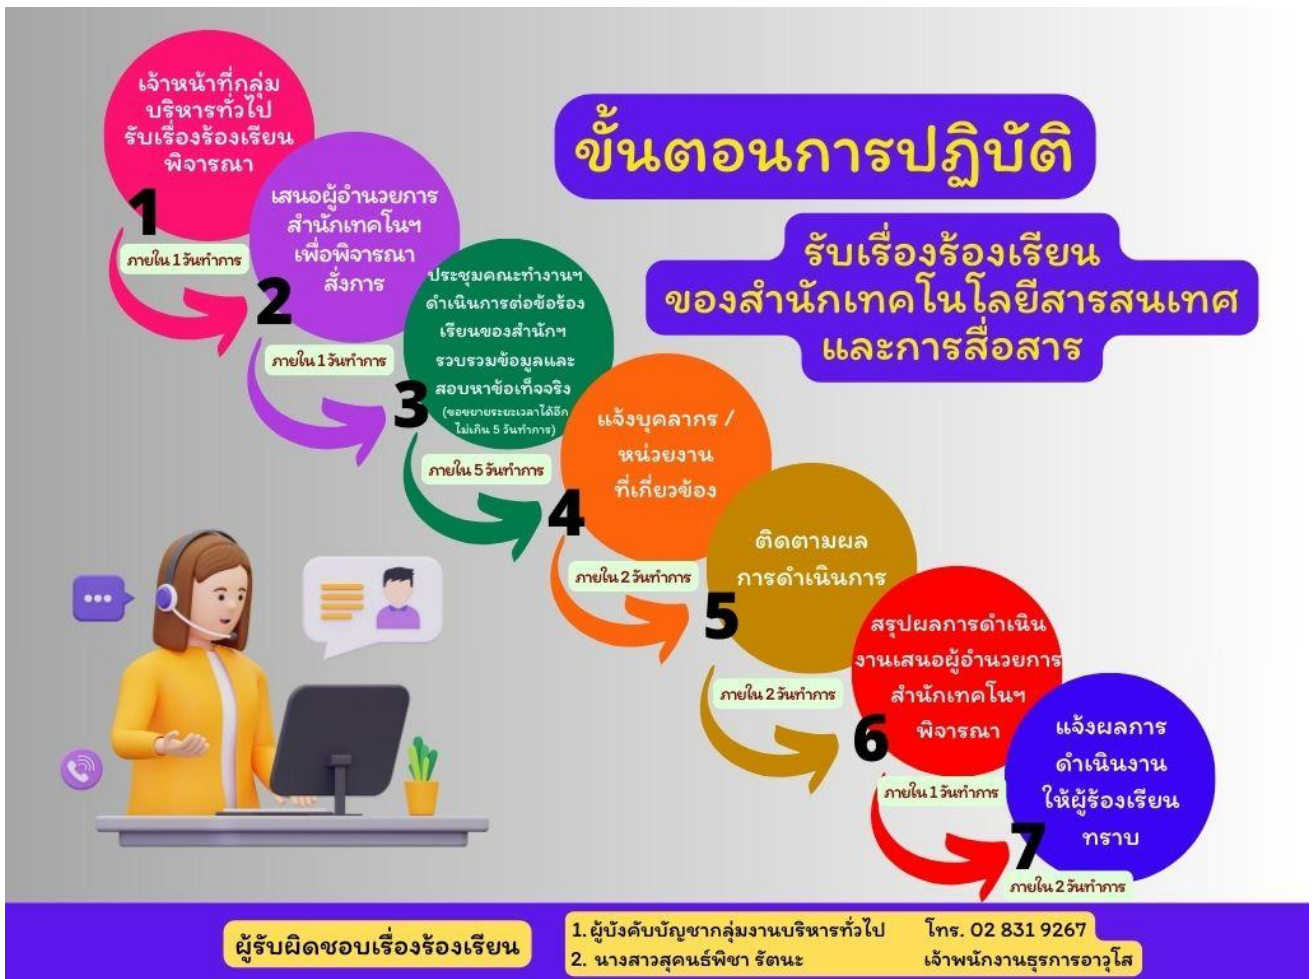 ขั้นตอนการปฏิบัติ
รับเรื่องร้องเรียน
ของสำนักเทคโนโลยีสารสนเทศ
และการสื่อสาร
เจ้าหน้าที่กลุ่ม
บริหารทั่วไป
รับเรื่องร้องเรียน
พิจารณา
1
ภายใน 1 วันทำการ
เสนอผู้อำนวยการ
สำนักเทคโนฯ
เพื่อพิจารณา
สั่งการ
2
ภายใน 1 วันทำการ
ประชุมคณะทำงานฯ
ดำเนินการต่อข้อร้อง
เรียนของสำนักฯ
รวบรวมข้อมูลและ
สอบหาข้อเท็จจริง
(ขอขยายระยะเวลาได้อีก
ไม่เกิน 5 วันทำการ)
3
ภายใน 5 วันทำการ
แจ้งบุคลากร /
หน่วยงาน
ที่เกี่ยวข้อง
4
ภายใน 2 วันทำการ
ติดตามผล
การดำเนินการ
5
ภายใน 2 วันทำการ
สรุปผลการดำเนิน
งานเสนอผู้อำนวยการ
สำนักเทคโนฯ
พิจารณา
6
ภายใน 1 วันทำการ
แจ้งผลการ
ดำเนินงาน
ให้ผู้ร้องเรียน
ทราบ
7
ภายใน 2 วันทำการ
ผู้รับผิดชอบเรื่องร้องเรียน
1. ผู้บังคับบัญชากลุ่มงานบริหารทั่วไป โทร. 02 831 9267
2. นางสาวสุคนธ์พิชา รัตนะ เจ้าพนักงานธุรการอาวุโส